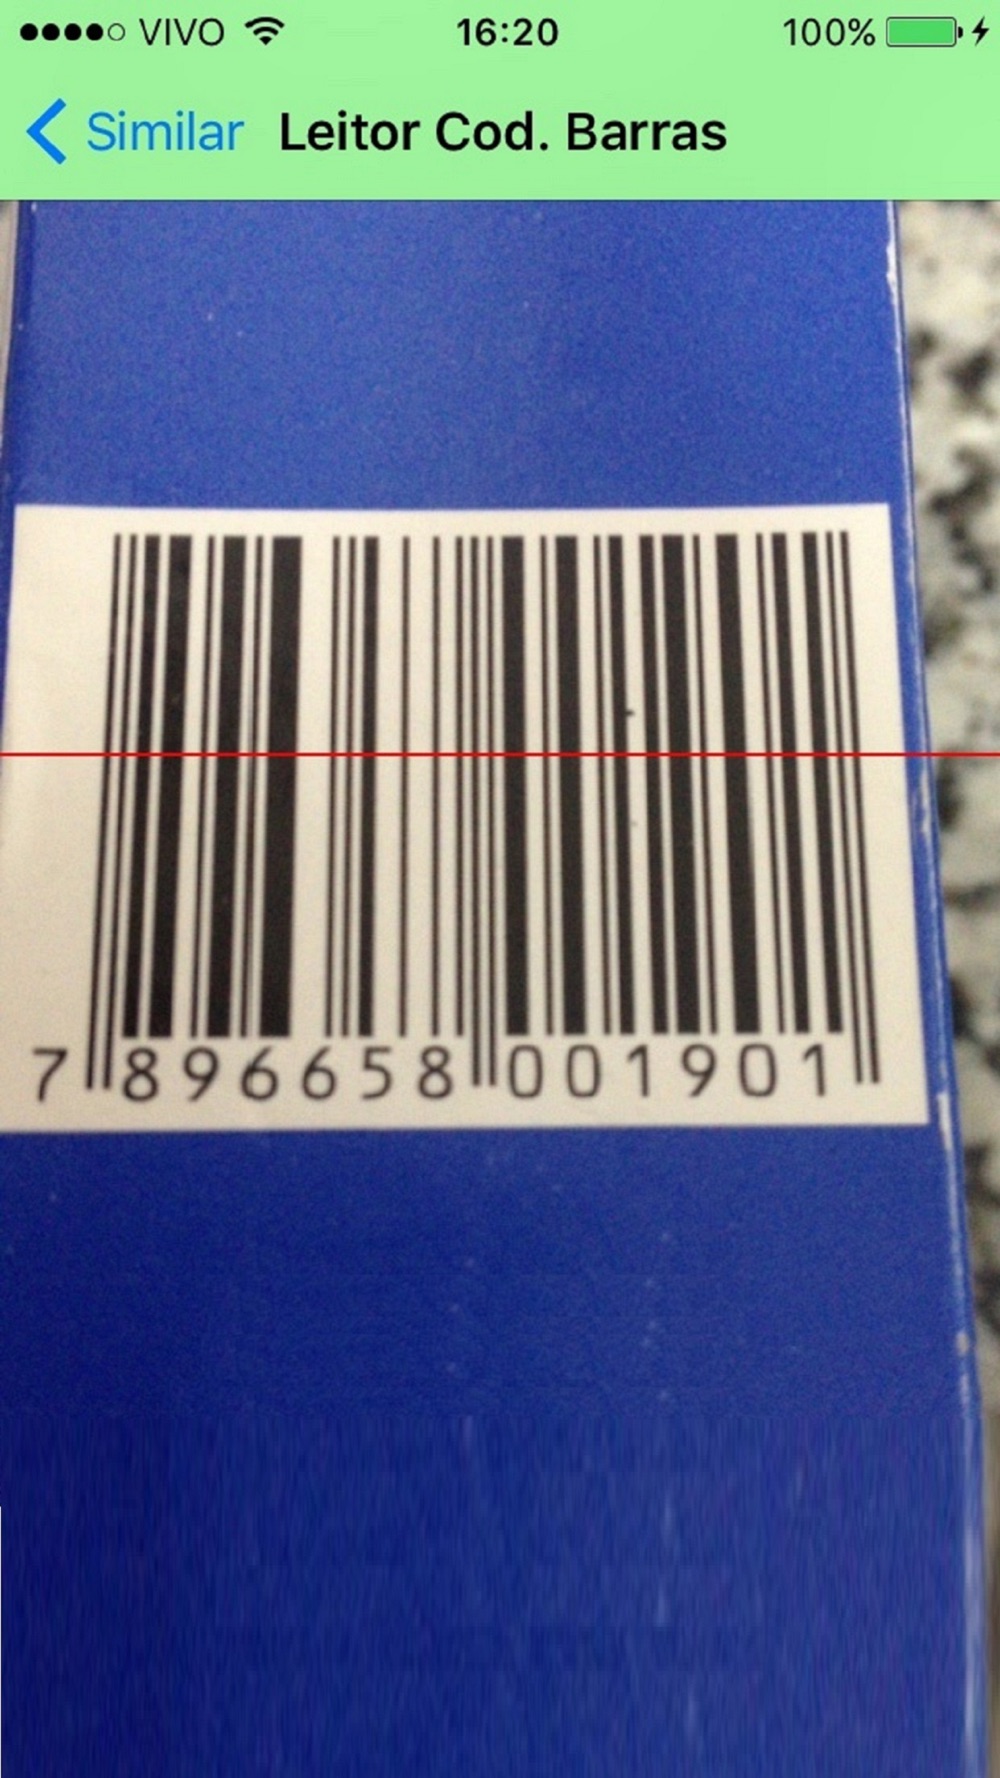 VIVO 16:20 100%
Similar Leitor Cod. Barras
7 896658 001901